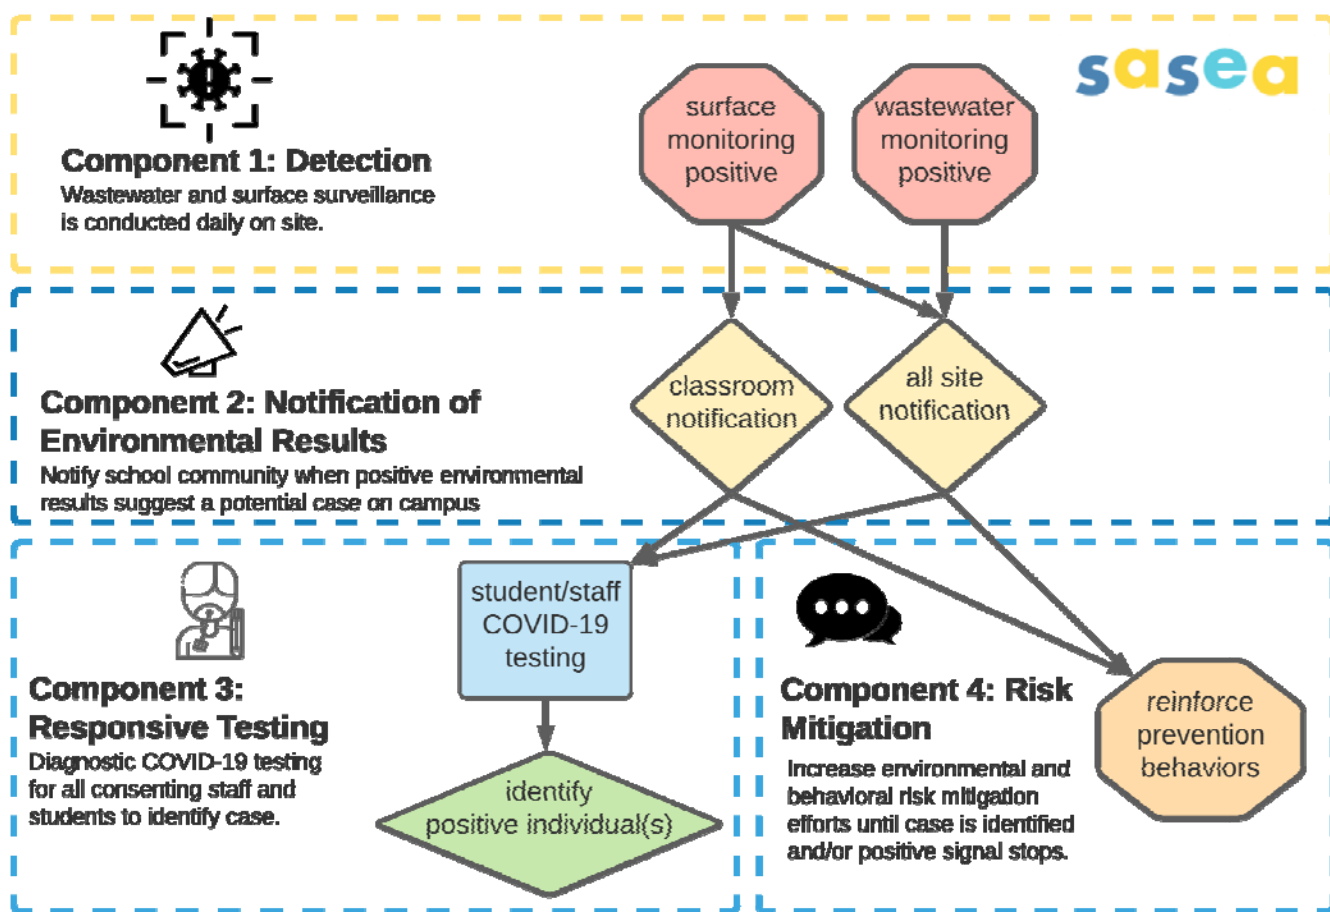 sasea
surface
monitoring
positive
wastewater
monitoring
positive
Component 1: Detection
Wastewater and surface surveillance
is conducted daily on site.
classroom
notification
all site
notification
Component 2: Notification of
Environmental Results
Notify school community when positive environmental
results suggest a potential case on campus
student/staff
COVID-19
testing
Component 3:
Responsive Testing
Diagnostic COVID-19 testing
for all consenting staff and
students to identify case.
identify
positive individual(s)
Component 4: Risk
Mitigation
Increase environmental and
behavioral risk mitigation
efforts until case is identified
and/or positive signal stops.
reinforce
prevention
behaviors